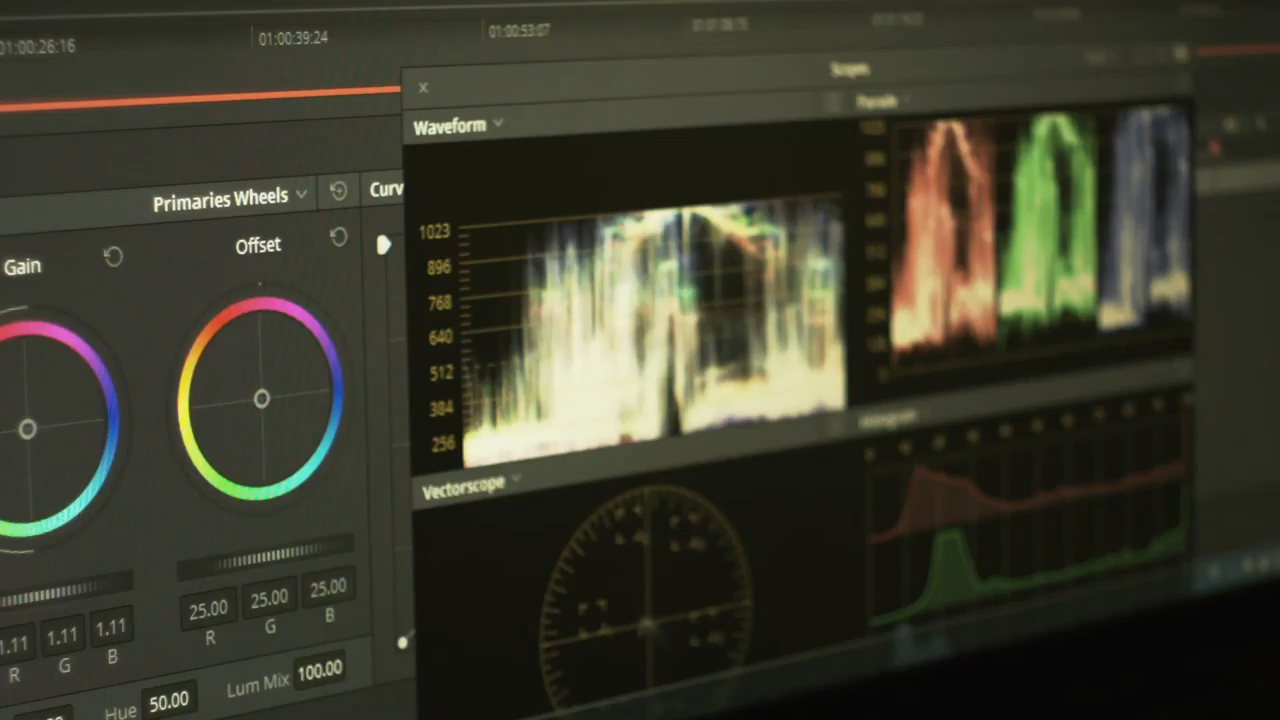 01:00:26:16
01:00:39:24
01:00:53:07
Scopes
Waveform
Parade
Primaries Wheels
Curv
Gain
Offset
1023
896
768
640
512
384
256
Vectorscope
Histogram
25.00
25.00
25.00
R
G
B
1.11
1.11
1.11
R
G
B
Hue
50.00
Lum Mix
100.00